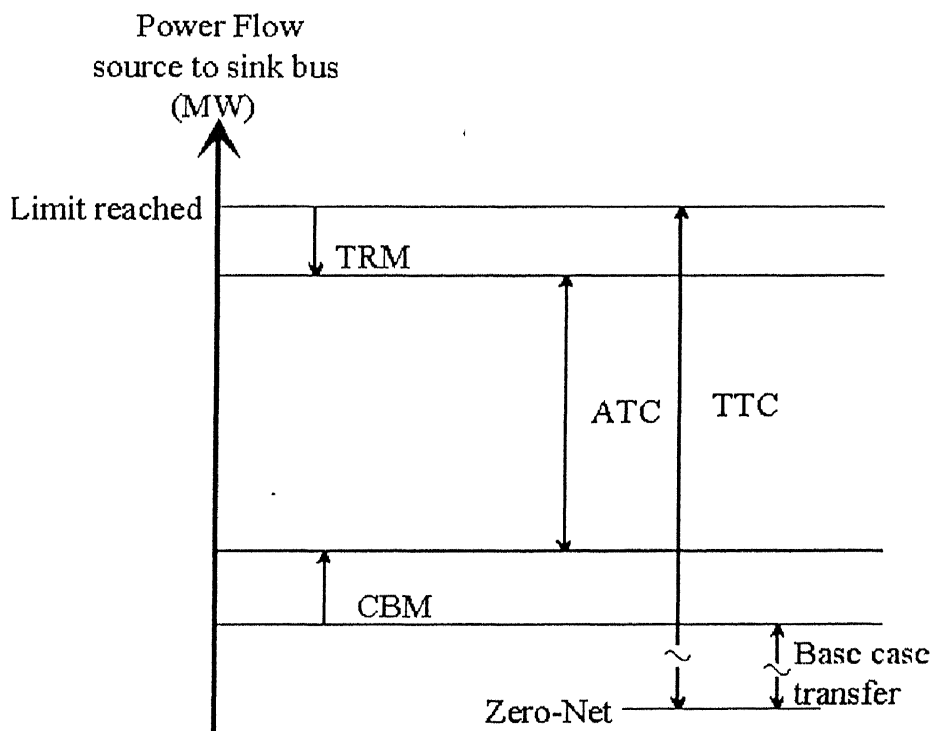 Power Flow
source to sink bus
(MW)
Limit reached
TRM
ATC
TTC
CBM
Base case
transfer
Zero-Net